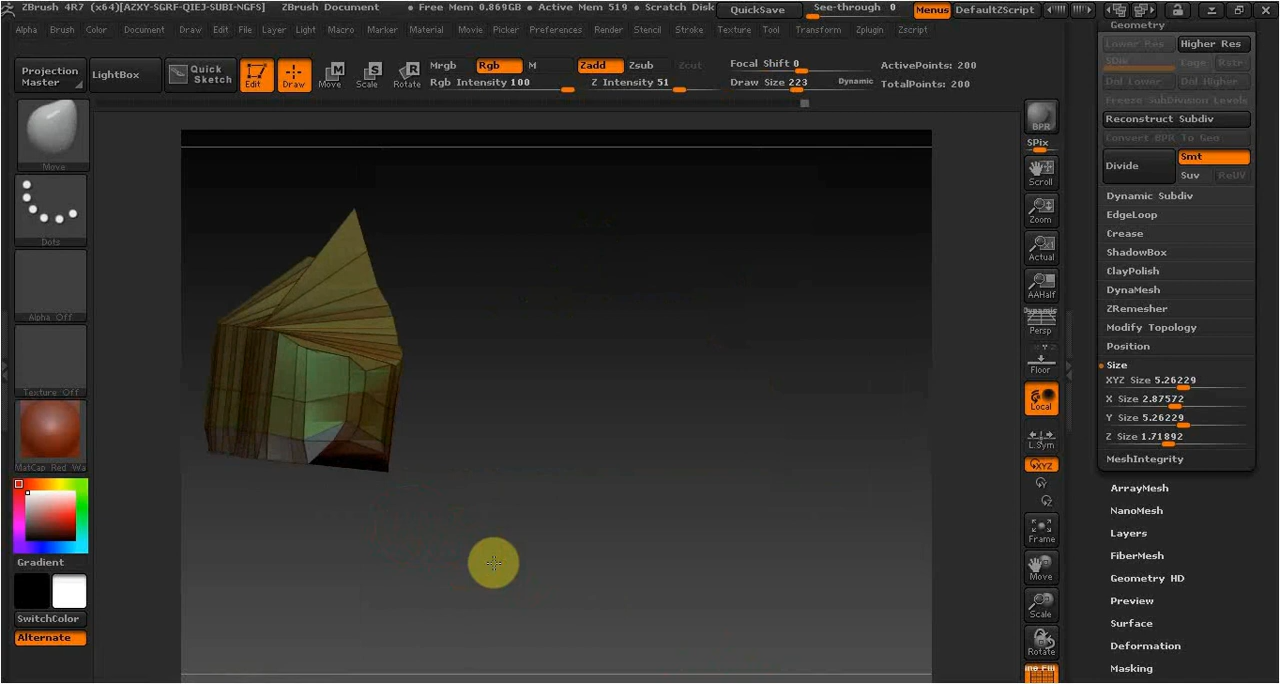 ZBrush 4R7 (x64)[AZXY-SGRF-QIEJ-SUBI-NGFS] ZBrush Document • Free Mem 0.869GB • Active Mem 519 • Scratch Disk QuickSave See-through 0 Menus DefaultZScript
Alpha Brush Color Document Draw Edit File Layer Light Macro Marker Material Movie Picker Preferences Render Stencil Stroke Texture Tool Transform Zplugin Zscript
Projection Master
LightBox
Quick Sketch
Edit
Draw
Move
Scale
Rotate
Mrgb Rgb M
Rgb Intensity 100
Zadd Zsub Zcut
Z Intensity 51
Focal Shift 0
Draw Size 223
Dynamic
ActivePoints: 200
TotalPoints: 200
Move
Dots
Alpha Off
Texture Off
MatCap Red Wa
Gradient
SwitchColor
Alternate
BPR
SPix
Scroll
Zoom
Actual
AAHalf
Dynamic
Persp
Floor
Local
L.Sym
XYZ
Y
Z
Frame
Move
Scale
Rotate
Geometry
Lower Res Higher Res
SDiv Cage Rstr
Del Lower Del Higher
Freeze SubDivision Levels
Reconstruct Subdiv
Convert BPR To Geo
Divide
Smt
Suv ReUV
Dynamic Subdiv
EdgeLoop
Crease
ShadowBox
ClayPolish
DynaMesh
ZRemesher
Modify Topology
Position
Size
XYZ Size 5.26229
X Size 2.87572
Y Size 5.26229
Z Size 1.71892
MeshIntegrity
ArrayMesh
NanoMesh
Layers
FiberMesh
Geometry HD
Preview
Surface
Deformation
Masking